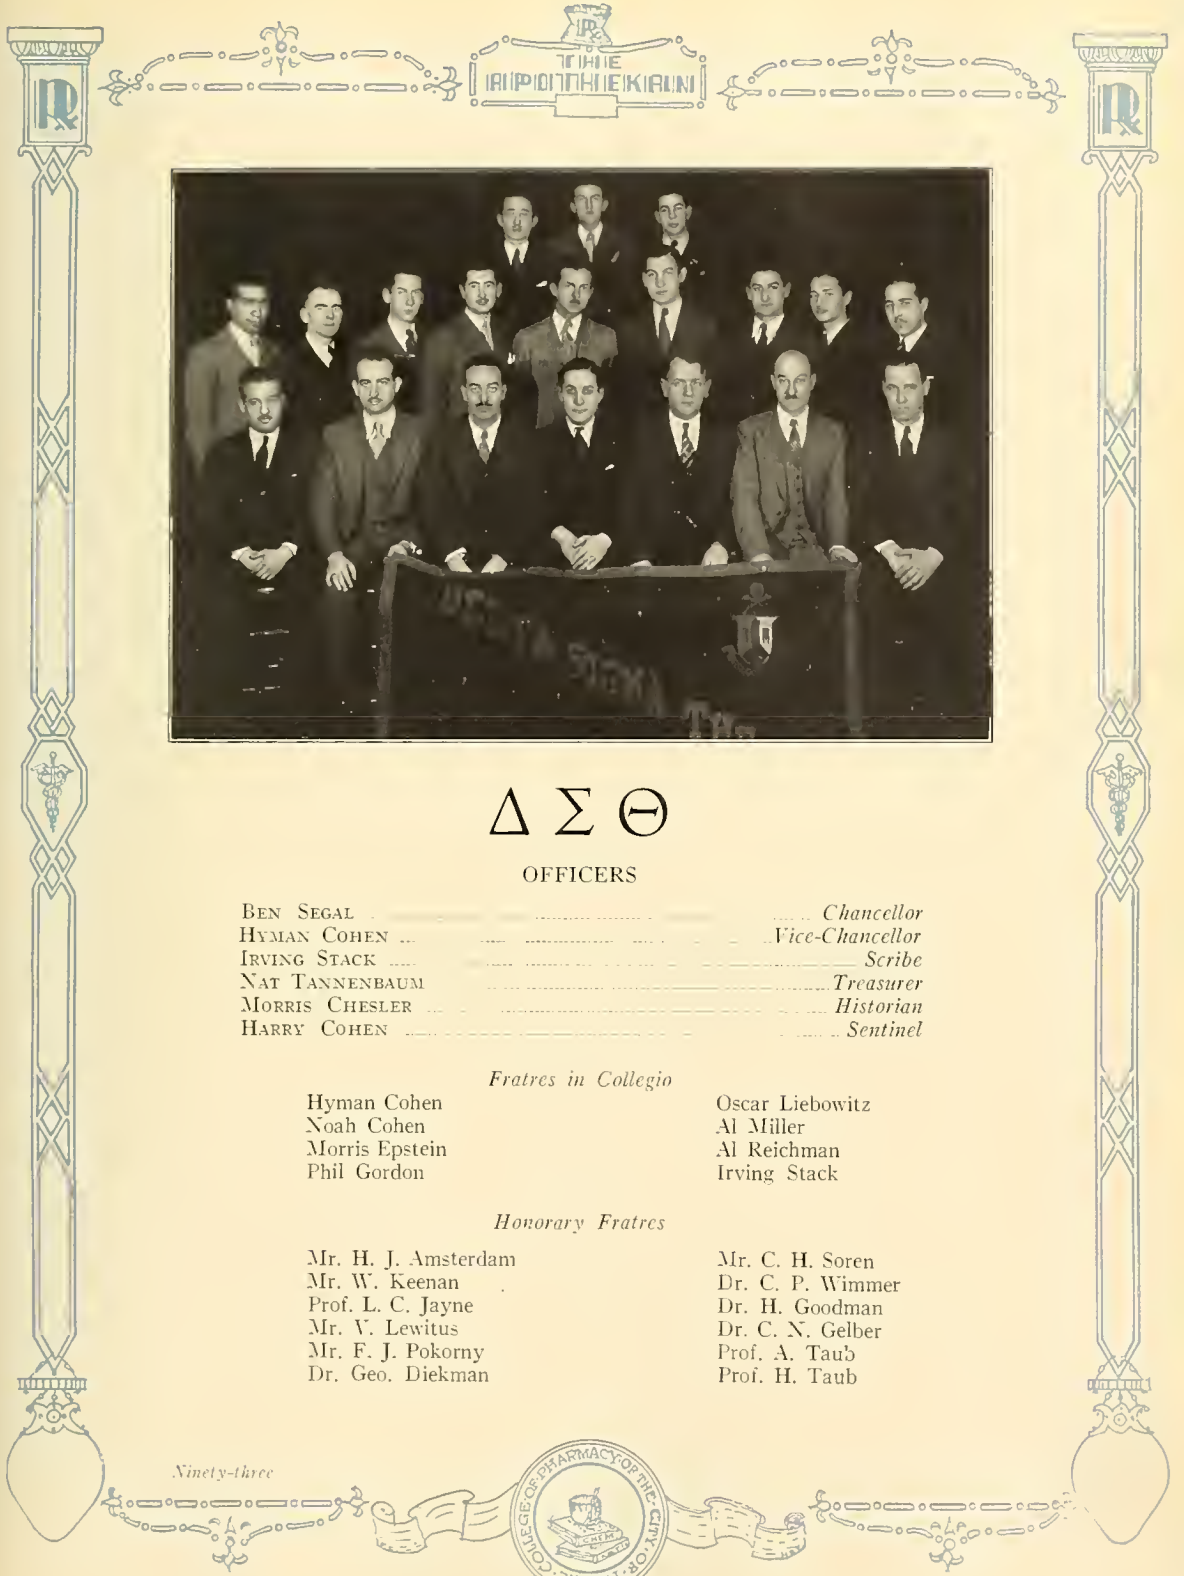 THE
APOTHEKAN
DELTA SIGMA
ΔΣΘ
OFFICERS
BEN SEGAL Chancellor
HYMAN COHEN Vice-Chancellor
IRVING STACK Scribe
NAT TANNENBAUM Treasurer
MORRIS CHESLER Historian
HARRY COHEN Sentinel
Fratres in Collegio
Hyman Cohen
Noah Cohen
Morris Epstein
Phil Gordon
Oscar Liebowitz
Al Miller
Al Reichman
Irving Stack
Honorary Fratres
Mr. H. J. Amsterdam
Mr. W. Keenan
Prof. L. C. Jayne
Mr. V. Lewitus
Mr. F. J. Pokorny
Dr. Geo. Diekman
Mr. C. H. Soren
Dr. C. P. Wimmer
Dr. H. Goodman
Dr. C. N. Gelber
Prof. A. Taub
Prof. H. Taub
Ninety-three
COLLEGE·OF·PHARMACY·OF·THE·CITY·OF
CHEM